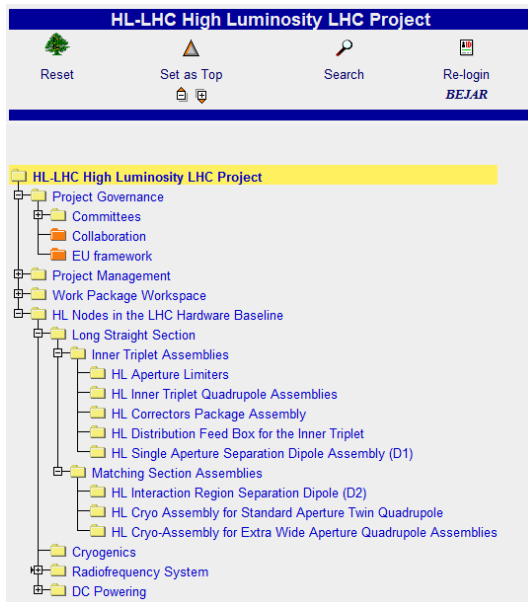 HL-LHC High Luminosity LHC Project
Reset Set as Top Search Re-login
BEJAR
HL-LHC High Luminosity LHC Project
Project Governance
Committees
Collaboration
EU framework
Project Management
Work Package Workspace
HL Nodes in the LHC Hardware Baseline
Long Straight Section
Inner Triplet Assemblies
HL Aperture Limiters
HL Inner Triplet Quadrupole Assemblies
HL Correctors Package Assembly
HL Distribution Feed Box for the Inner Triplet
HL Single Aperture Separation Dipole Assembly (D1)
Matching Section Assemblies
HL Interaction Region Separation Dipole (D2)
HL Cryo Assembly for Standard Aperture Twin Quadrupole
HL Cryo-Assembly for Extra Wide Aperture Quadrupole Assemblies
Cryogenics
Radiofrequency System
DC Powering